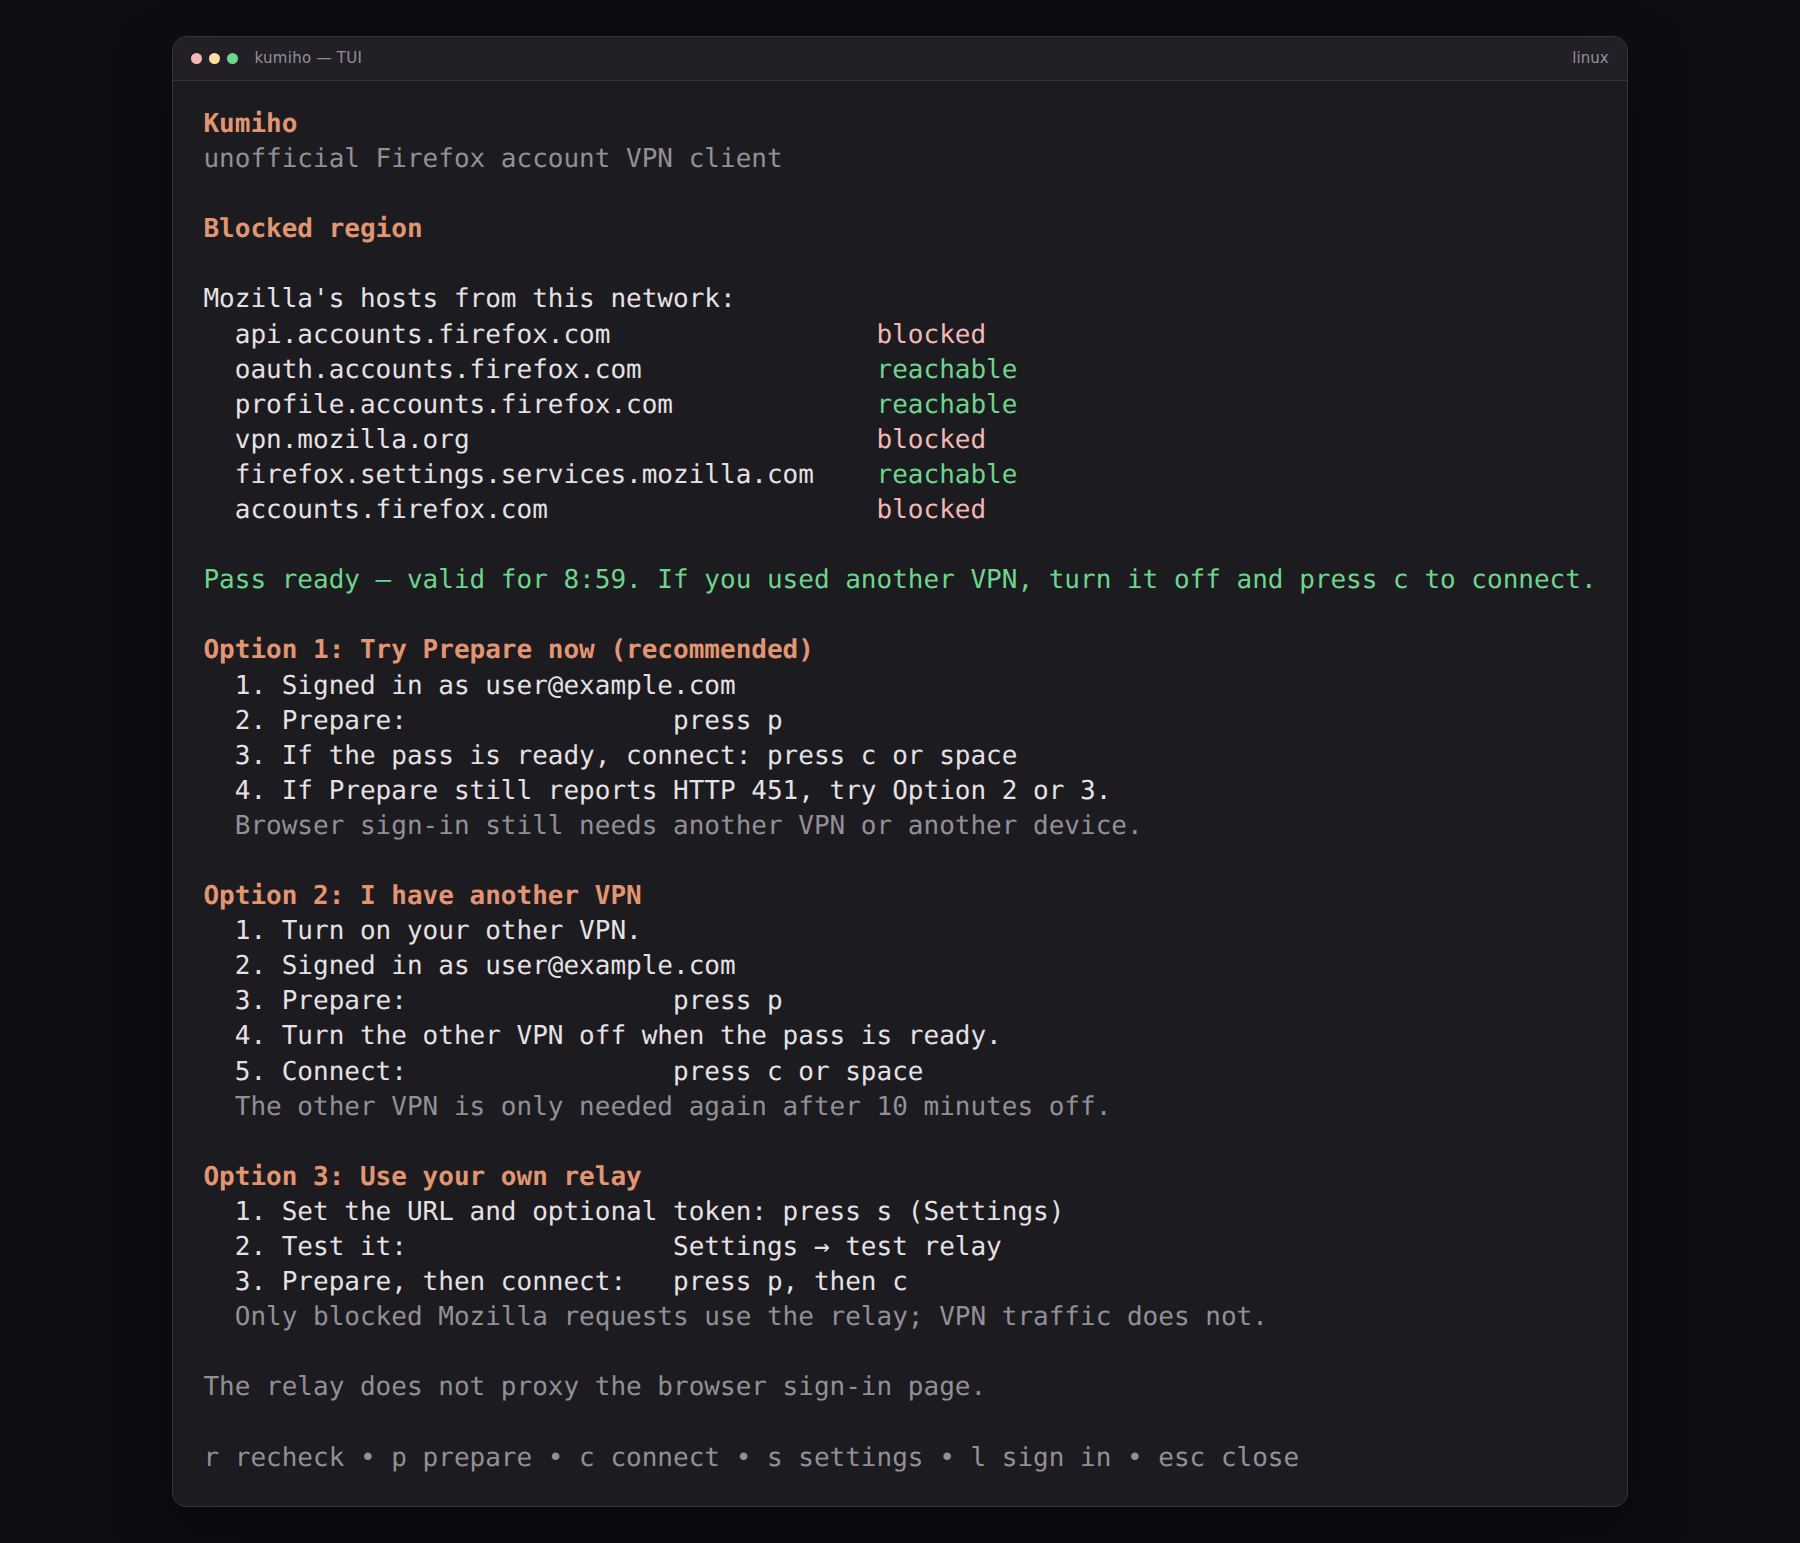 kumiho — TUI
linux
Kumiho
unofficial Firefox account VPN client
Blocked region
Mozilla's hosts from this network:
api.accounts.firefox.com blocked
oauth.accounts.firefox.com reachable
profile.accounts.firefox.com reachable
vpn.mozilla.org blocked
firefox.settings.services.mozilla.com reachable
accounts.firefox.com blocked
Pass ready — valid for 8:59. If you used another VPN, turn it off and press c to connect.
Option 1: Try Prepare now (recommended)
1. Signed in as user@example.com
2. Prepare: press p
3. If the pass is ready, connect: press c or space
4. If Prepare still reports HTTP 451, try Option 2 or 3.
Browser sign-in still needs another VPN or another device.
Option 2: I have another VPN
1. Turn on your other VPN.
2. Signed in as user@example.com
3. Prepare: press p
4. Turn the other VPN off when the pass is ready.
5. Connect: press c or space
The other VPN is only needed again after 10 minutes off.
Option 3: Use your own relay
1. Set the URL and optional token: press s (Settings)
2. Test it: Settings → test relay
3. Prepare, then connect: press p, then c
Only blocked Mozilla requests use the relay; VPN traffic does not.
The relay does not proxy the browser sign-in page.
r recheck • p prepare • c connect • s settings • l sign in • esc close